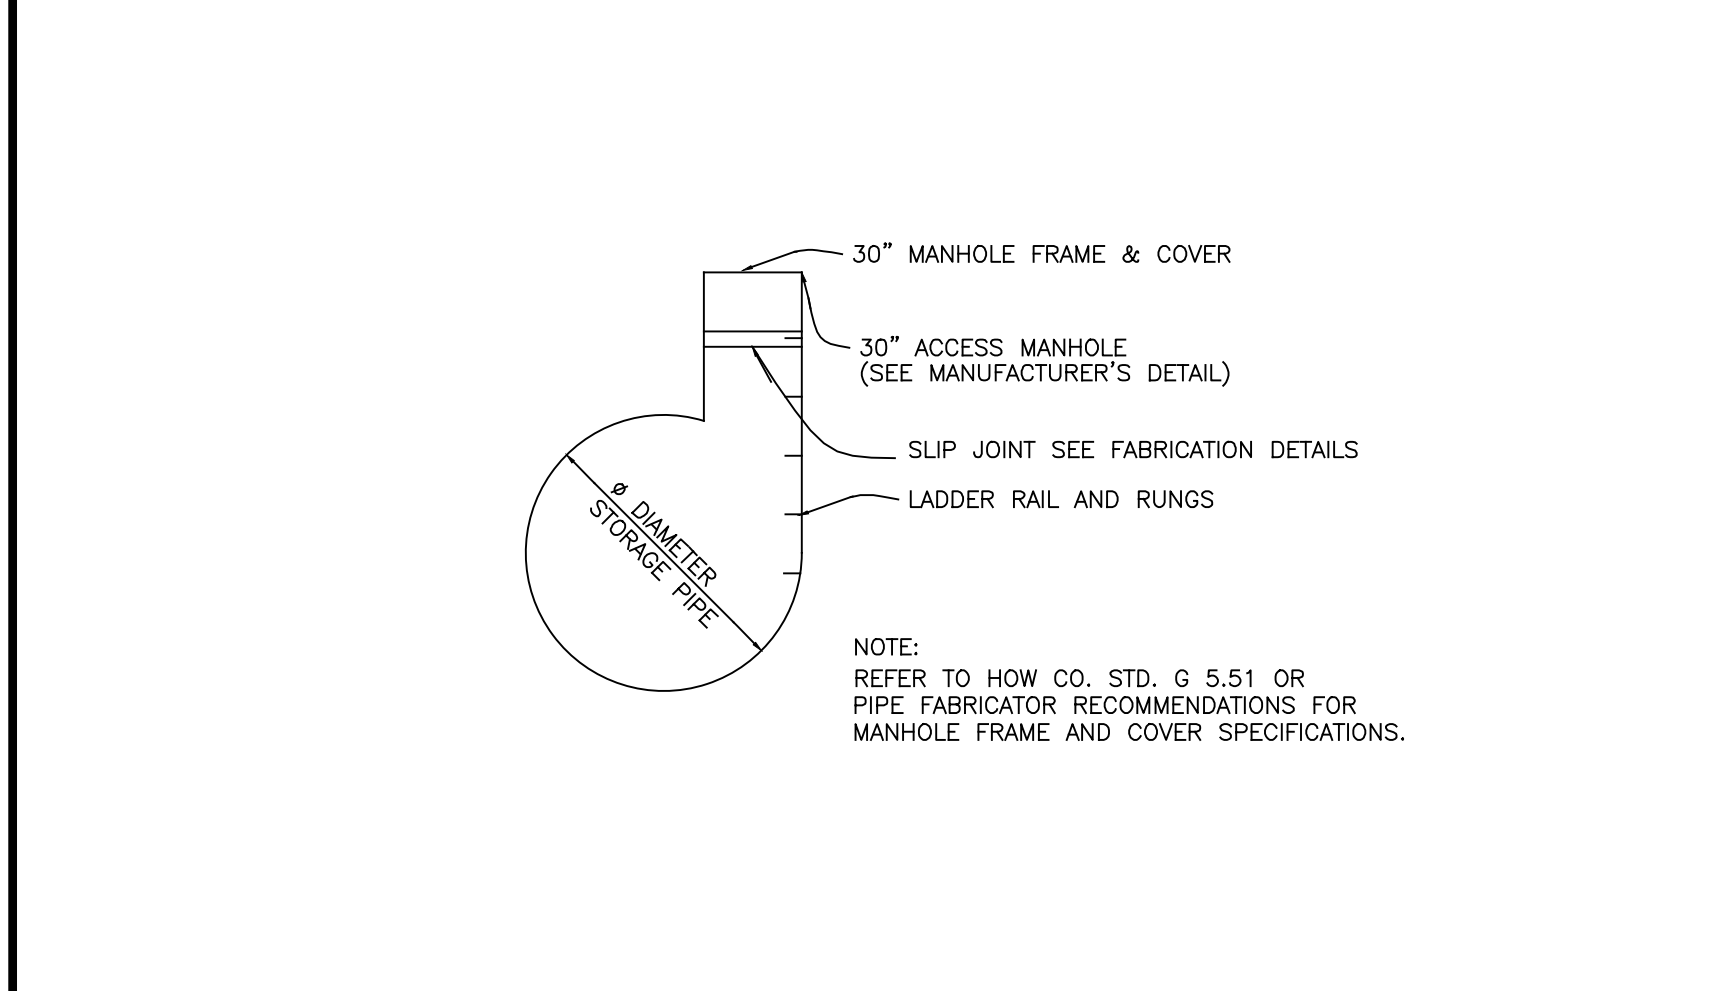 30” MANHOLE FRAME & COVER
30” ACCESS MANHOLE
(SEE MANUFACTURER’S DETAIL)
SLIP JOINT SEE FABRICATION DETAILS
LADDER RAIL AND RUNGS
ø DIAMETER
STORAGE PIPE
NOTE:
REFER TO HOW CO. STD. G 5.51 OR
PIPE FABRICATOR RECOMMENDATIONS FOR
MANHOLE FRAME AND COVER SPECIFICATIONS.